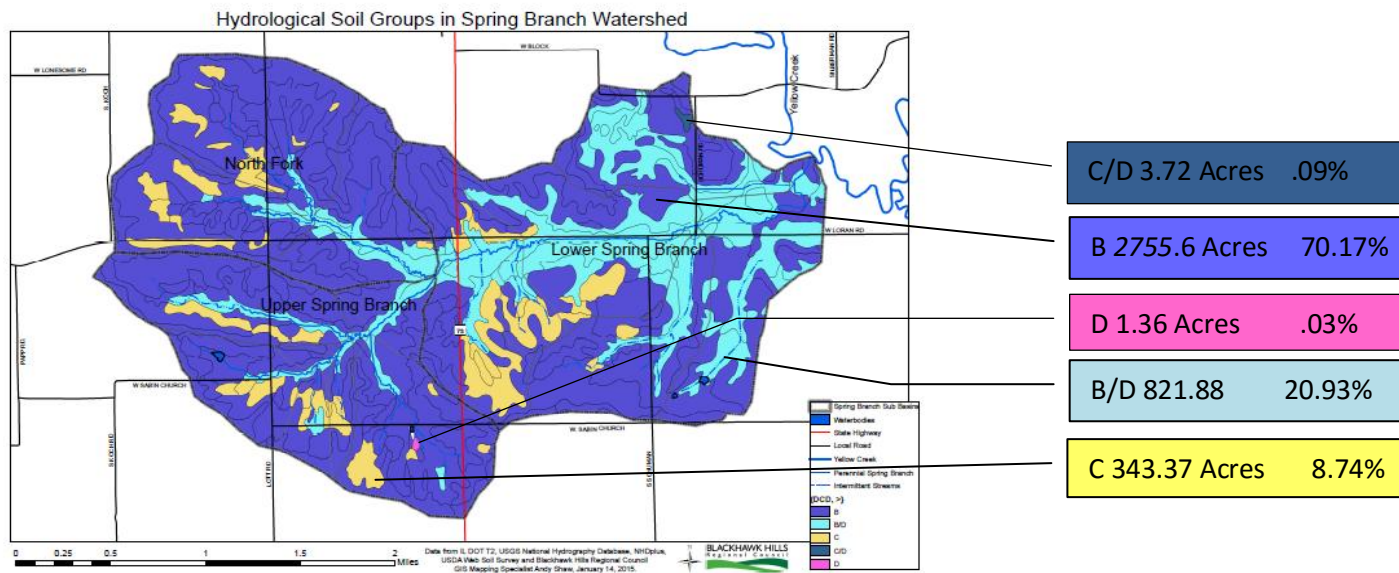 Hydrological Soil Groups in Spring Branch Watershed
W BLOCK
W LONESOME RD
S. KOCH
Yellow Creek
North Fork
W LORAN RD
Lower Spring Branch
Upper Spring Branch
75
W SABIN CHURCH
W. SABIN CHURCH
LOTT RD
C/D 3.72 Acres .09%
B 2755.6 Acres 70.17%
D 1.36 Acres .03%
B/D 821.88 20.93%
C 343.37 Acres 8.74%
Spring Branch Sub Basins
Waterbodies
State Highway
Local Road
Yellow Creek
Perennial Spring Branch
Intermittent Streams
(DCD, >)
B
B/D
C
C/D
D
0 0.25 0.5 1 1.5 2
Miles
Data from IL DOT T2, USGS National Hydrography Database, NHDplus,
USDA Web Soil Survey and Blackhawk Hills Regional Council
GIS Mapping Specialist Andy Shaw, January 14, 2015.
BLACKHAWK HILLS
Regional Council